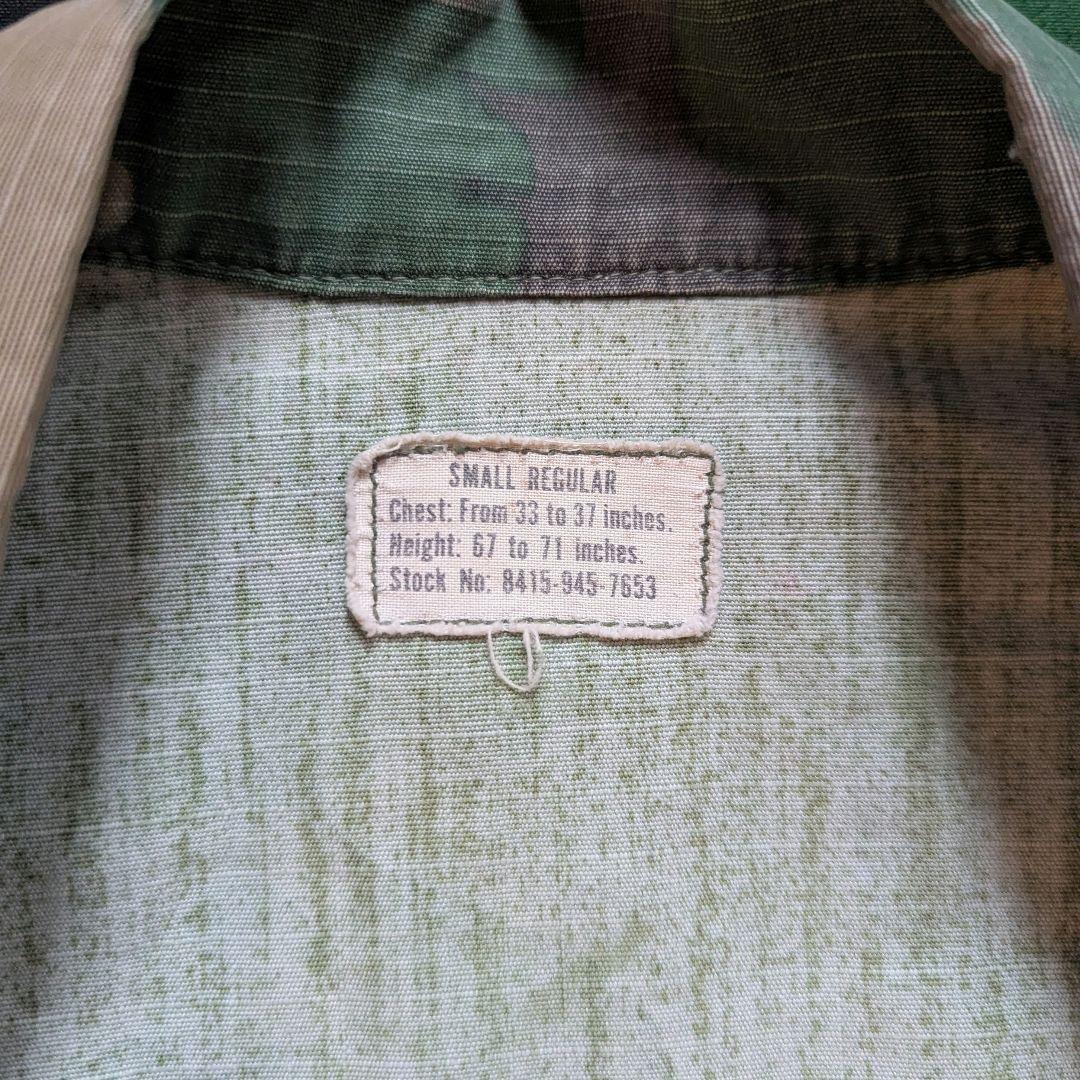 SMALL REGULAR
Chest: From 33 to 37 inches.
Height: 67 to 71 inches.
Stock No: 8415-945-7653